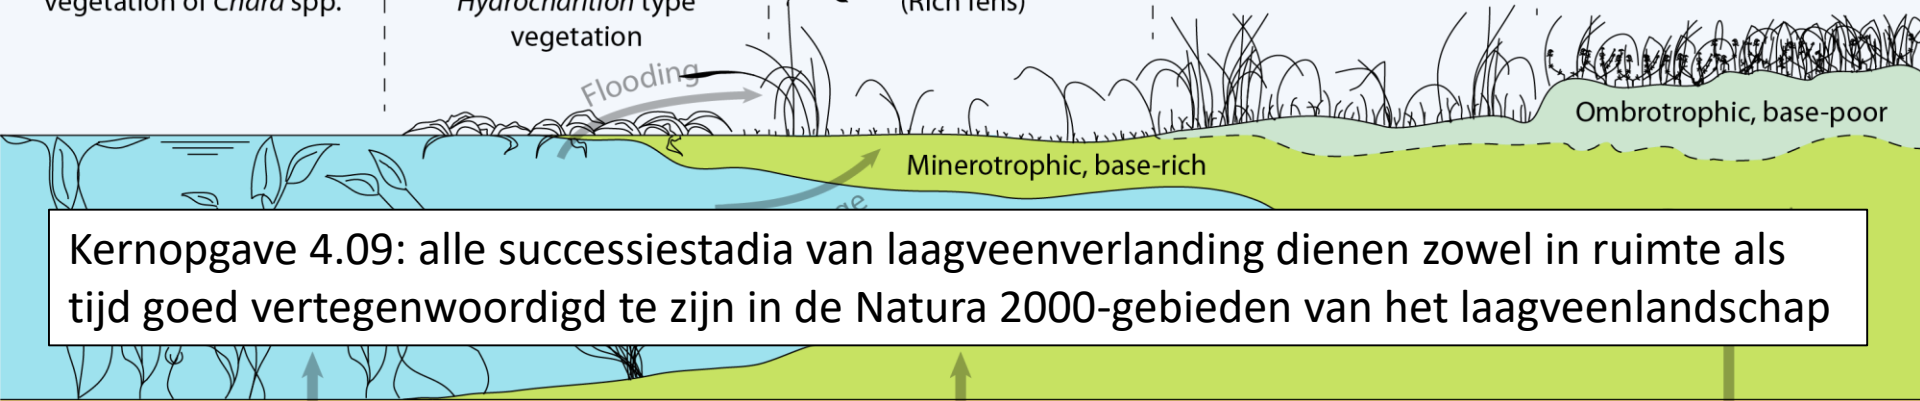 vegetation of Chara spp.
Hydrocharition type
vegetation
(Rich fens)
Flooding
Ombrotrophic, base-poor
Minerotrophic, base-rich
Kernopgave 4.09: alle successiestadia van laagveenverlanding dienen zowel in ruimte als
tijd goed vertegenwoordigd te zijn in de Natura 2000-gebieden van het laagveenlandschap